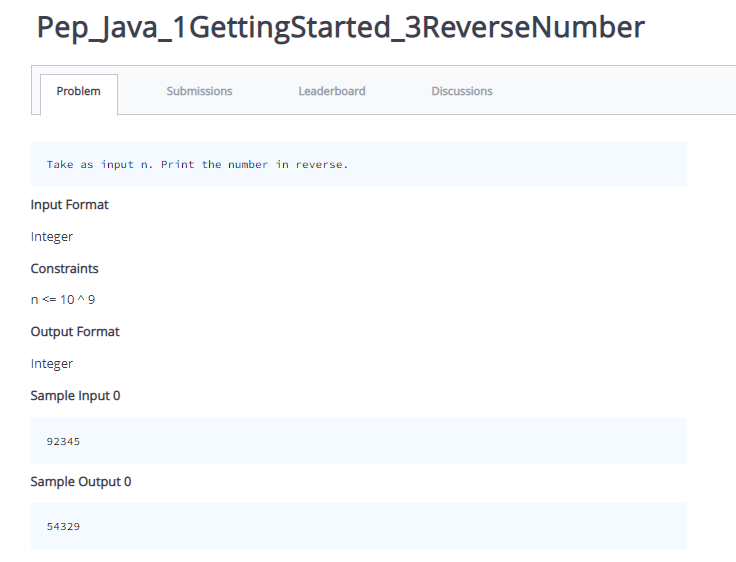 Pep_Java_1GettingStarted_3ReverseNumber
Problem Submissions Leaderboard Discussions
Take as input n. Print the number in reverse.
Input Format
Integer
Constraints
n <= 10 ^ 9
Output Format
Integer
Sample Input 0
92345
Sample Output 0
54329